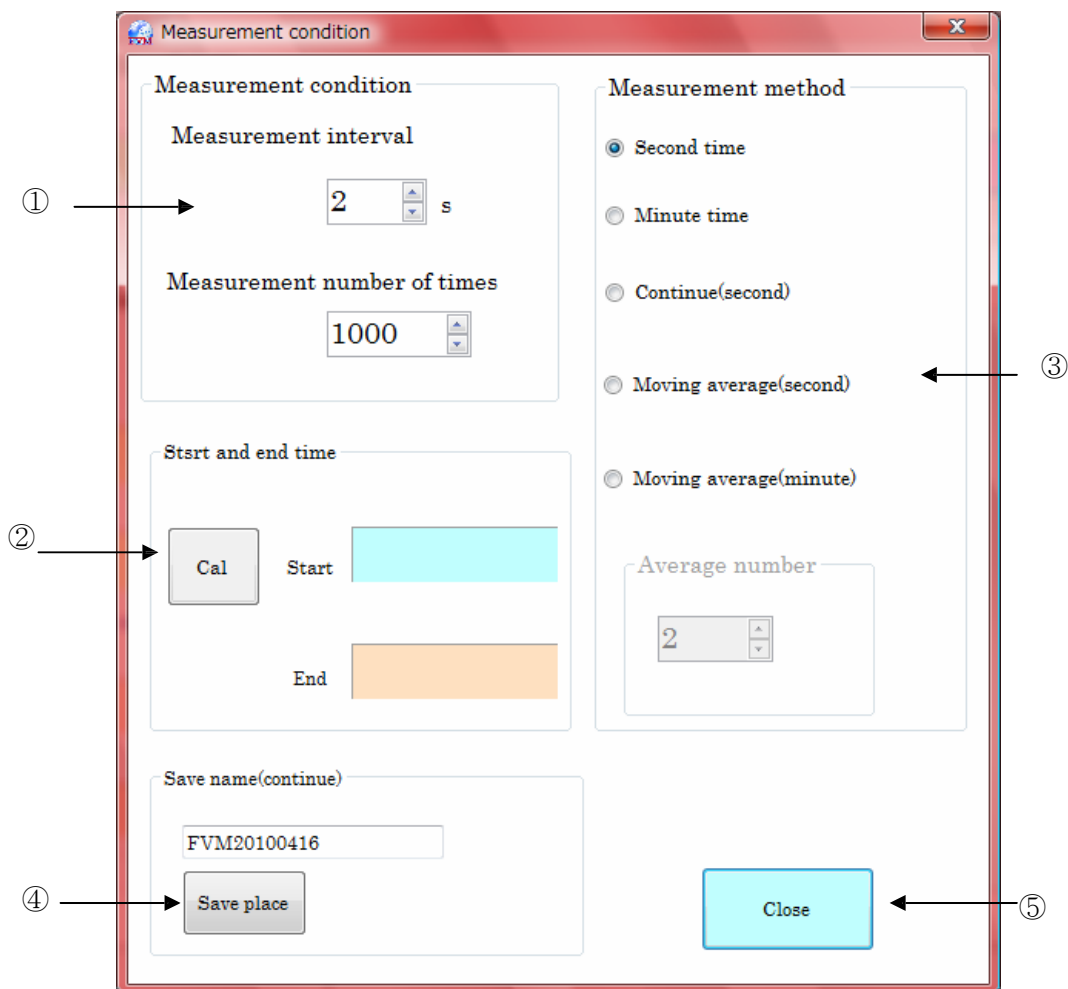 FVM Measurement condition X
Measurement condition
Measurement interval
① 2 s
Measurement number of times
1000
Measurement method
Second time
Minute time
Continue(second)
③
Moving average(second)
Moving average(minute)
Average number
2
Stsrt and end time
②
Cal Start
End
Save name(continue)
FVM20100416
④ Save place
Close ⑤